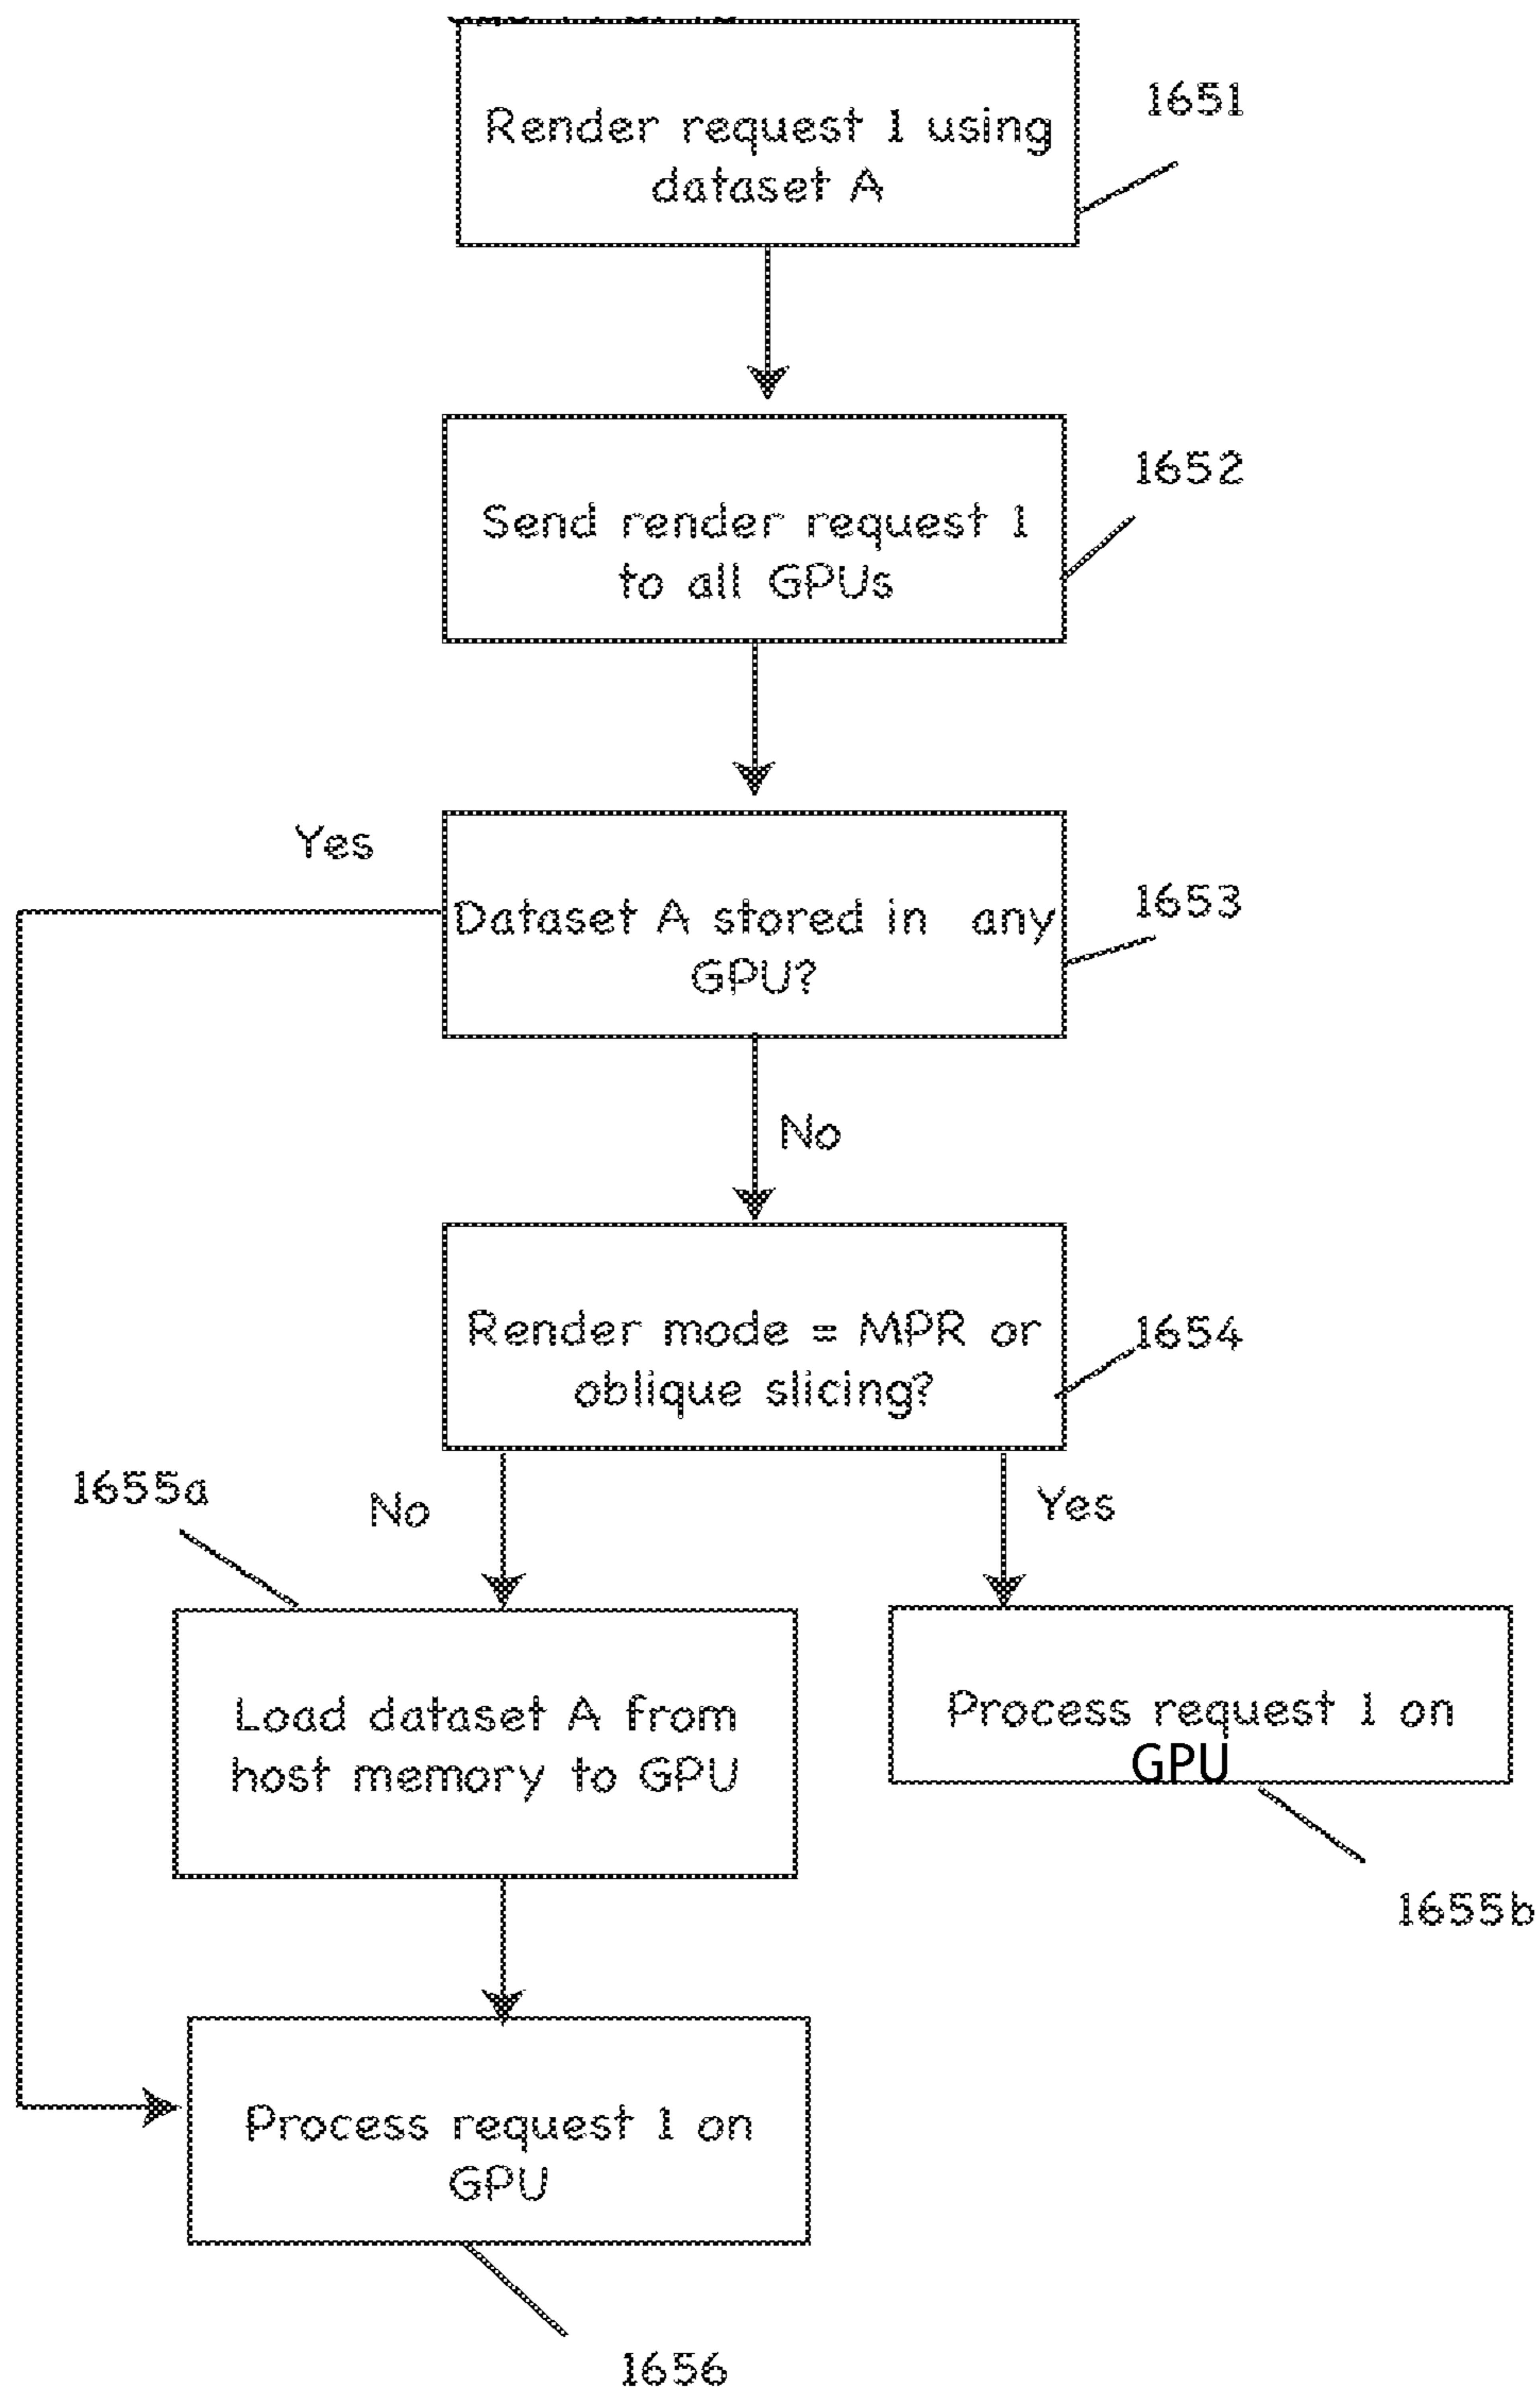 Render request 1 using
dataset A
1651
Send render request 1
to all GPUs
1652
Yes
Dataset A stored in any
GPU?
1653
No
Render mode = MPR or
oblique slicing?
1654
1655a
No
Yes
Load dataset A from
host memory to GPU
Process request 1 on
GPU
1655b
Process request 1 on
GPU
1656